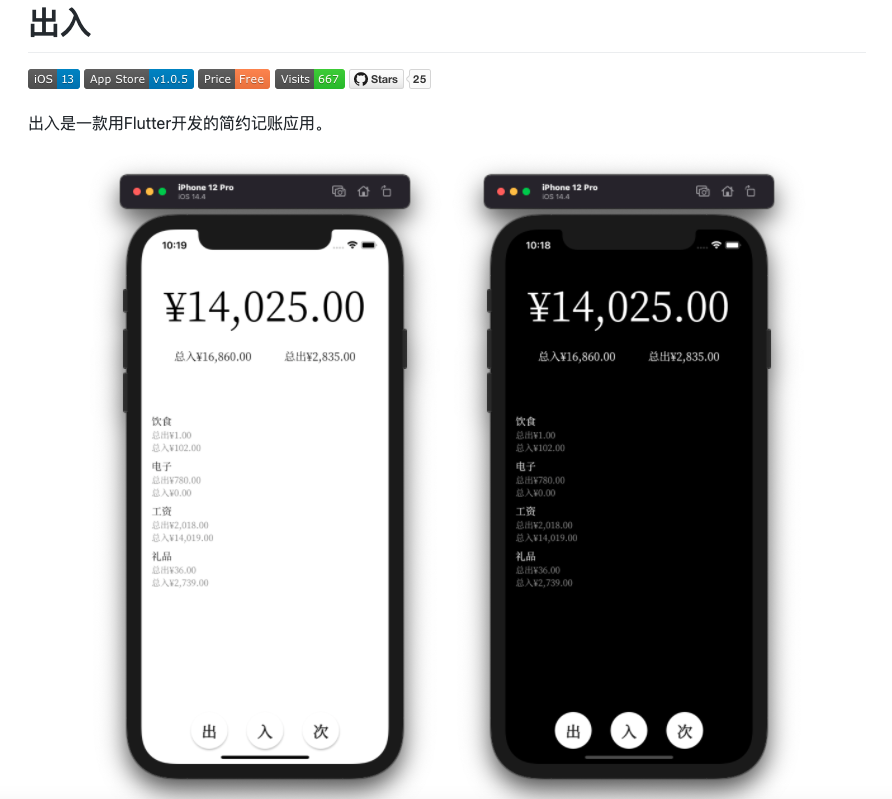 出入
iOS 13 App Store v1.0.5 Price Free Visits 667 Stars 25
出入是一款用Flutter开发的简约记账应用。
iPhone 12 Pro
iOS 14.4
10:19
¥14,025.00
总入¥16,860.00 总出¥2,835.00
饮食
总出¥1.00
总入¥102.00
电子
总出¥780.00
总入¥0.00
工资
总出¥2,018.00
总入¥14,019.00
礼品
总出¥36.00
总入¥2,739.00
出 入 次
iPhone 12 Pro
iOS 14.4
10:18
¥14,025.00
总入¥16,860.00 总出¥2,835.00
饮食
总出¥1.00
总入¥102.00
电子
总出¥780.00
总入¥0.00
工资
总出¥2,018.00
总入¥14,019.00
礼品
总出¥36.00
总入¥2,739.00
出 入 次